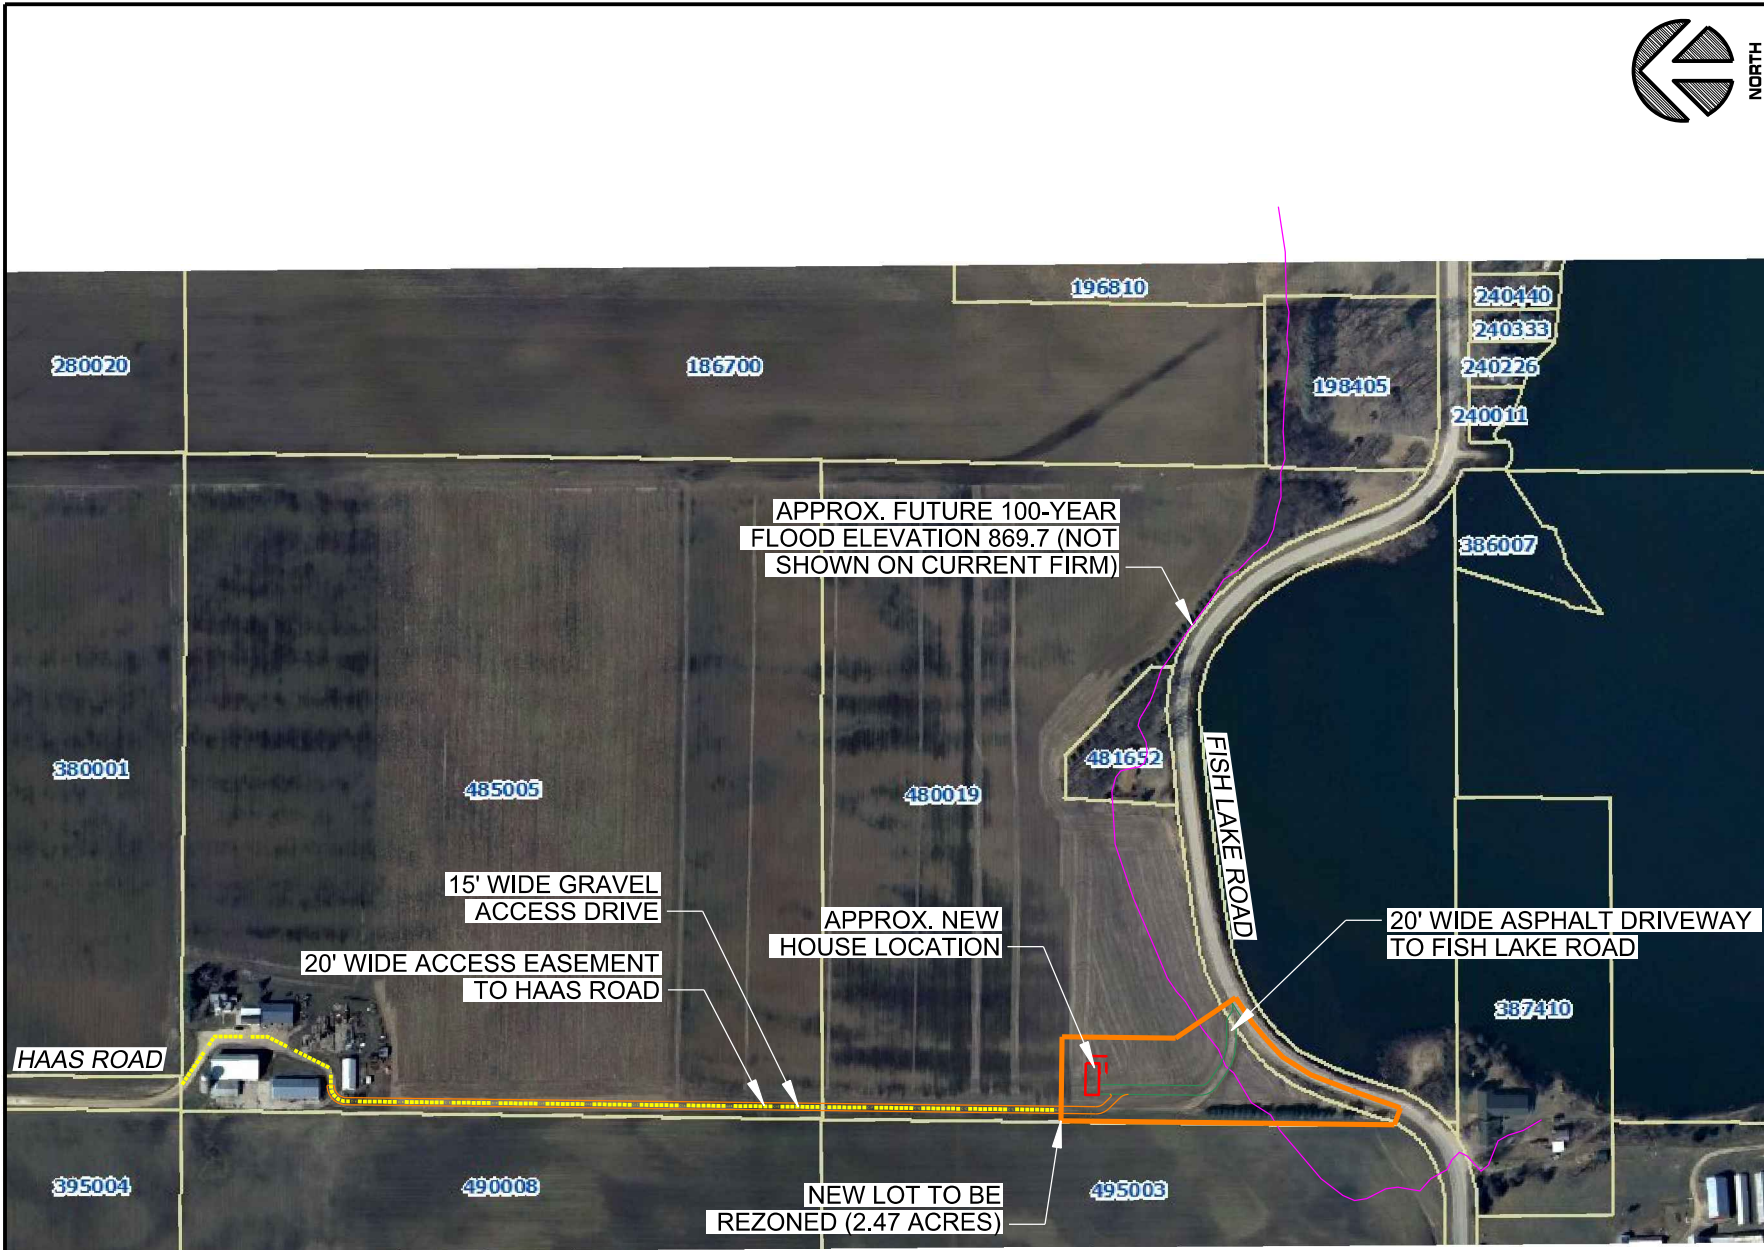 NORTH
196810
240440
240333
280020
186700
240226
198405
240011
APPROX. FUTURE 100-YEAR
FLOOD ELEVATION 869.7 (NOT
SHOWN ON CURRENT FIRM)
386007
481652
380001
485005
480019
FISH LAKE ROAD
15' WIDE GRAVEL
ACCESS DRIVE
APPROX. NEW
HOUSE LOCATION
20' WIDE ASPHALT DRIVEWAY
TO FISH LAKE ROAD
20' WIDE ACCESS EASEMENT
TO HAAS ROAD
387410
HAAS ROAD
395004
490008
495003
NEW LOT TO BE
REZONED (2.47 ACRES)